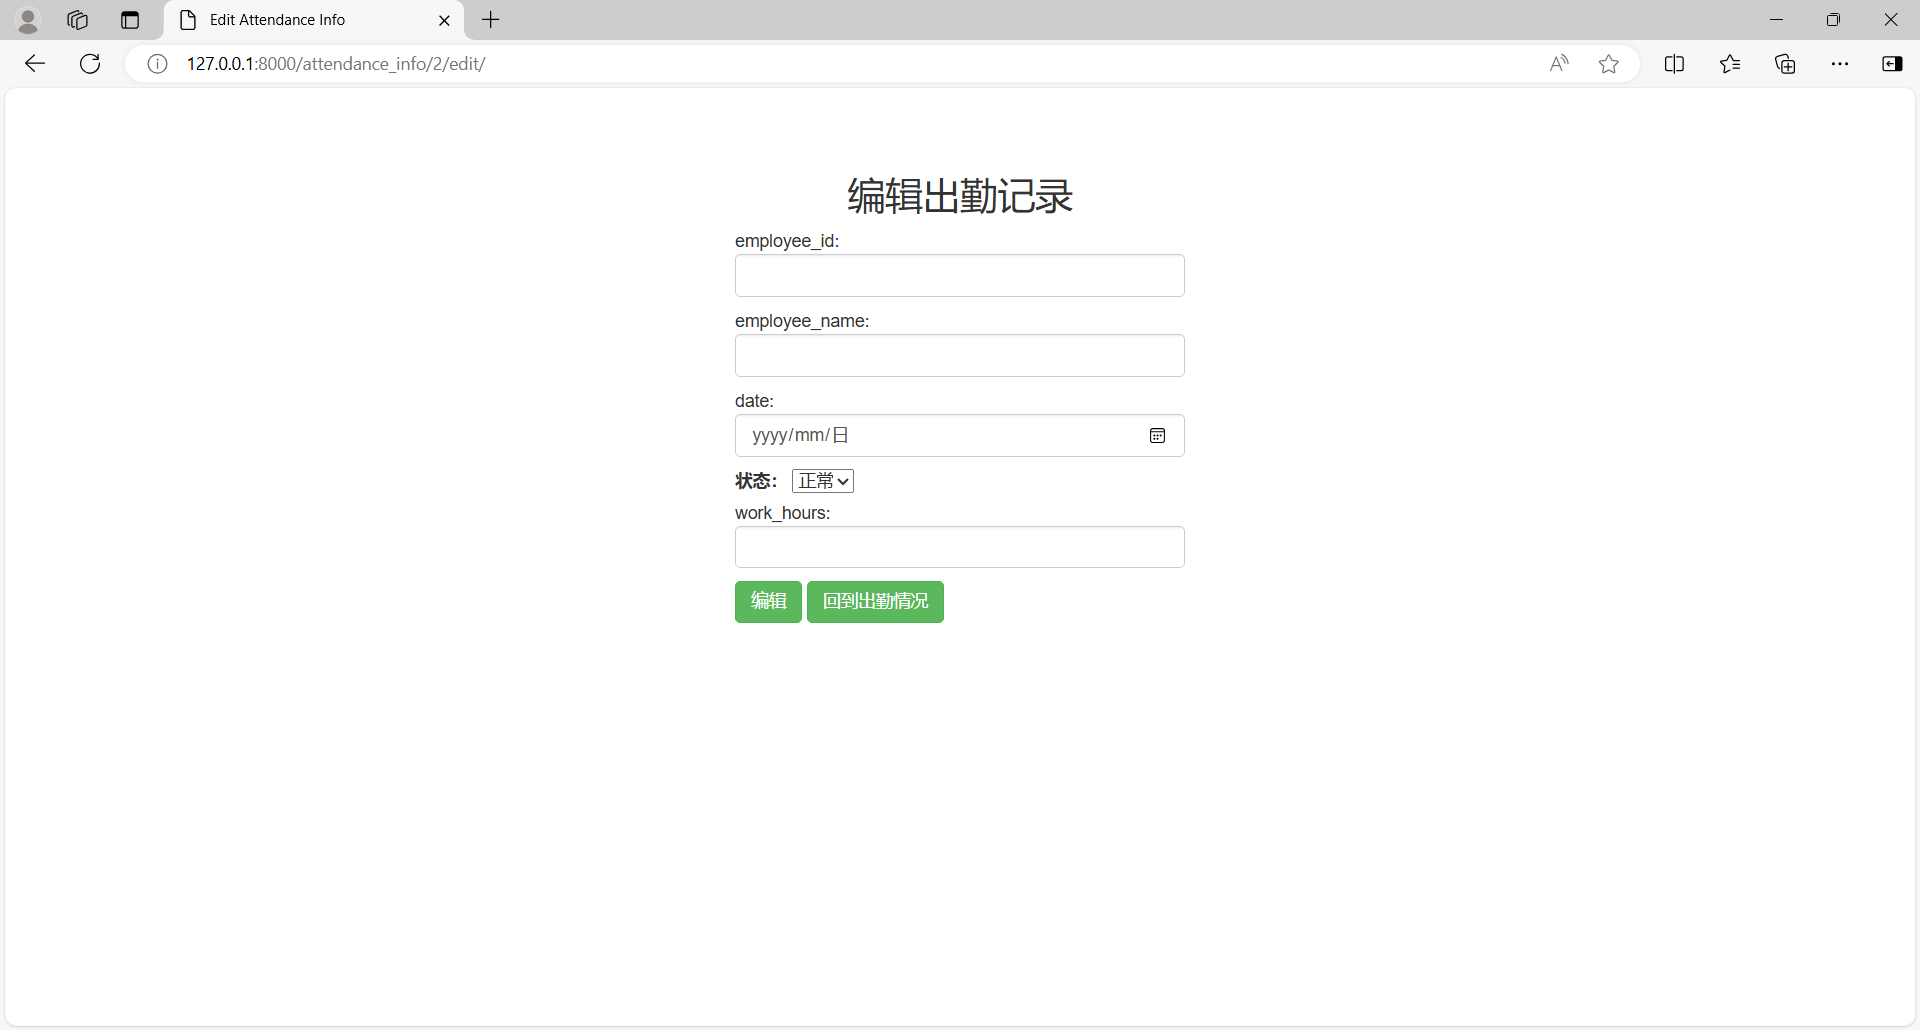 Edit Attendance Info
127.0.0.1:8000/attendance_info/2/edit/
编辑出勤记录
employee_id:
employee_name:
date:
yyyy/mm/日
状态： 正常
work_hours:
编辑 回到出勤情况